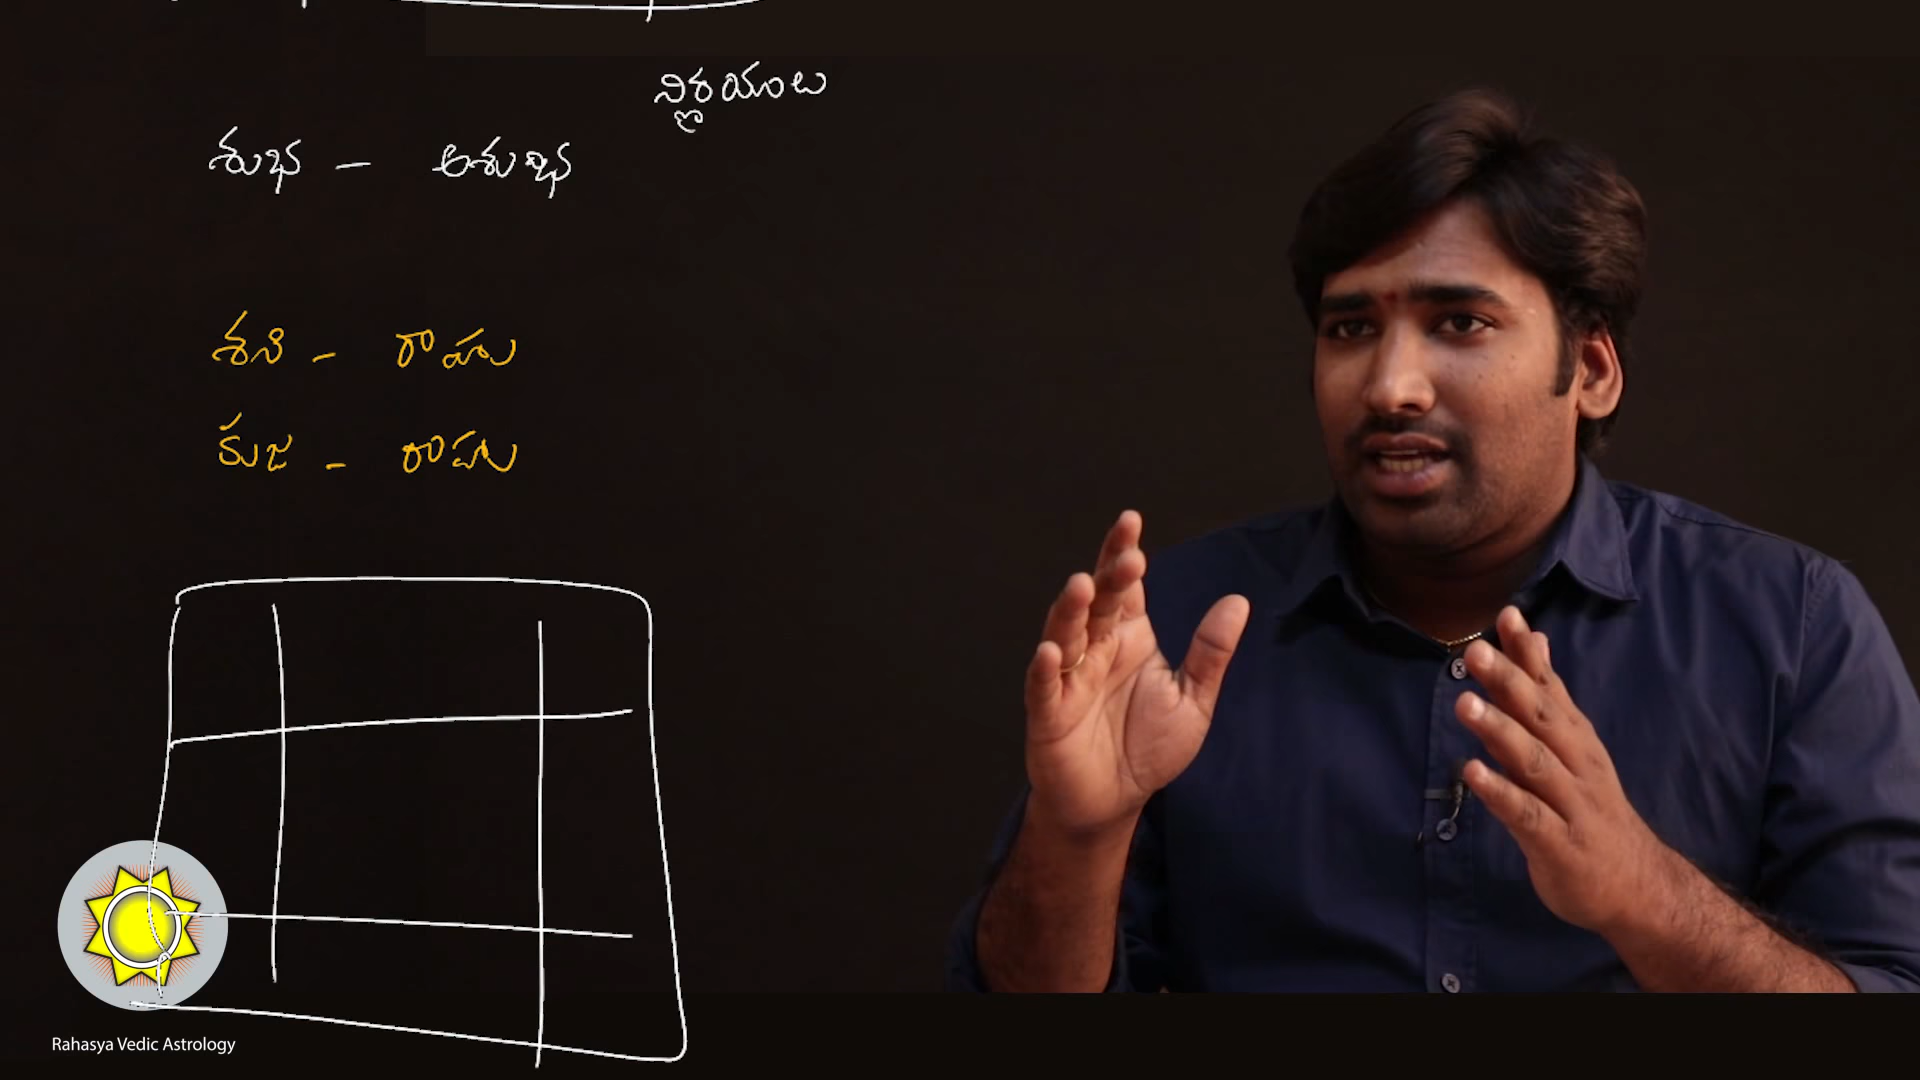 నిర్ణయంట
శుభ - అశుభ
శని - రాహు
కుజ - రాహు
Rahasya Vedic Astrology